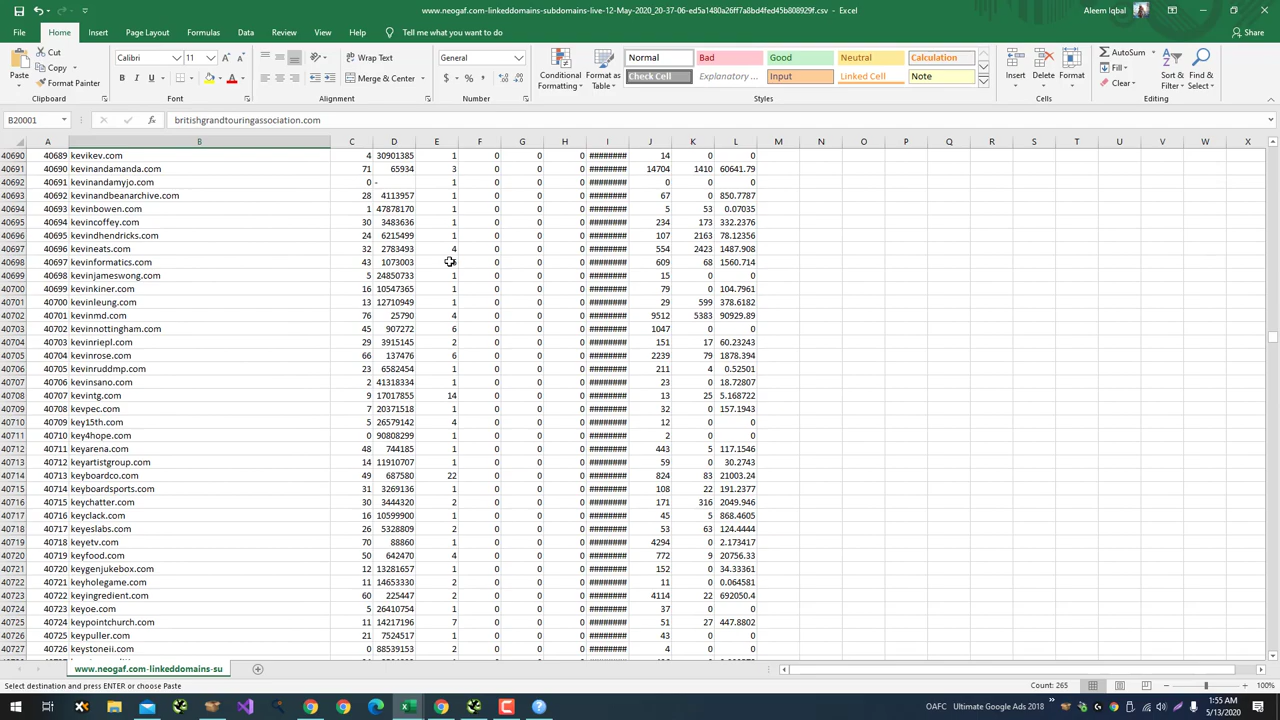 www.neogaf.com-linkeddomains-subdomains-live-12-May-2020_20-37-06-ed5a1480a26ff7a8bd4fed45b808929f.csv - Excel
Aleem Iqbal
File Home Insert Page Layout Formulas Data Review View Help Tell me what you want to do Share
Paste Cut Copy Format Painter Clipboard
Calibri 11 B I U Font
Wrap Text Merge & Center Alignment
General $ % Number
Conditional Formatting Format as Table
Normal Bad Good Neutral Calculation
Check Cell Explanatory ... Input Linked Cell Note
Styles
Insert Delete Format Cells
AutoSum Fill Clear Sort & Filter Find & Select Editing
B20001 fx britishgrandtouringassociation.com
A B C D E F G H I J K L M N O P Q R S T U V W X
40690 40689 kevikev.com 4 30901385 1 0 0 0 ######## 14 0 0
40691 40690 kevinandamanda.com 71 65934 3 0 0 0 ######## 14704 1410 60641.79
40692 40691 kevinandamyjo.com 0 - 1 0 0 0 ######## 0 0 0
40693 40692 kevinandbeanarchive.com 28 4113957 1 0 0 0 ######## 67 0 850.7787
40694 40693 kevinbowen.com 1 47878170 1 0 0 0 ######## 5 53 0.07035
40695 40694 kevincoffey.com 30 3483636 1 0 0 0 ######## 234 173 332.2376
40696 40695 kevindhendricks.com 24 6215499 1 0 0 0 ######## 107 2163 78.12356
40697 40696 kevineats.com 32 2783493 4 0 0 0 ######## 554 2423 1487.908
40698 40697 kevinformatics.com 43 1073003 0 0 0 ######## 609 68 1560.714
40699 40698 kevinjameswong.com 5 24850733 1 0 0 0 ######## 15 0 0
40700 40699 kevinkiner.com 16 10547365 1 0 0 0 ######## 79 0 104.7961
40701 40700 kevinleung.com 13 12710949 1 0 0 0 ######## 29 599 378.6182
40702 40701 kevinmd.com 76 25790 4 0 0 0 ######## 9512 5383 90929.89
40703 40702 kevinnottingham.com 45 907272 6 0 0 0 ######## 1047 0 0
40704 40703 kevinriepl.com 29 3915145 2 0 0 0 ######## 151 17 60.23243
40705 40704 kevinrose.com 66 137476 6 0 0 0 ######## 2239 79 1878.394
40706 40705 kevinruddmp.com 23 6582454 1 0 0 0 ######## 211 4 0.52501
40707 40706 kevinsano.com 2 41318334 1 0 0 0 ######## 23 0 18.72807
40708 40707 kevintg.com 9 17017855 14 0 0 0 ######## 13 25 5.168722
40709 40708 kevpec.com 7 20371518 1 0 0 0 ######## 32 0 157.1943
40710 40709 key15th.com 5 26579142 4 0 0 0 ######## 12 0 0
40711 40710 key4hope.com 0 90808299 1 0 0 0 ######## 2 0 0
40712 40711 keyarena.com 48 744185 1 0 0 0 ######## 443 5 117.1546
40713 40712 keyartistgroup.com 14 11910707 1 0 0 0 ######## 59 0 30.2743
40714 40713 keyboardco.com 49 687580 22 0 0 0 ######## 824 83 21003.24
40715 40714 keyboardsports.com 31 3269136 1 0 0 0 ######## 108 22 191.2377
40716 40715 keychatter.com 30 3444320 2 0 0 0 ######## 171 316 2049.946
40717 40716 keyclack.com 16 10599900 1 0 0 0 ######## 45 5 868.4605
40718 40717 keyeslabs.com 26 5328809 2 0 0 0 ######## 53 63 124.4444
40719 40718 keyetv.com 70 88860 1 0 0 0 ######## 4294 0 2.173417
40720 40719 keyfood.com 50 642470 4 0 0 0 ######## 772 9 20756.33
40721 40720 keygenjukebox.com 12 13281657 1 0 0 0 ######## 152 0 34.33361
40722 40721 keyholegame.com 11 14653330 2 0 0 0 ######## 11 0 0.064581
40723 40722 keyingredient.com 60 225447 2 0 0 0 ######## 4114 22 692050.4
40724 40723 keyoe.com 5 26410754 1 0 0 0 ######## 37 0 0
40725 40724 keypointchurch.com 11 14217196 7 0 0 0 ######## 51 27 447.8802
40726 40725 keypuller.com 21 7524517 1 0 0 0 ######## 43 0 0
40727 40726 keystoneii.com 0 88539153 2 0 0 0 ######## 4 0 0
www.neogaf.com-linkeddomains-su
Select destination and press ENTER or choose Paste Count: 265 100%
OAFC Ultimate Google Ads 2018 1:55 AM
5/13/2020